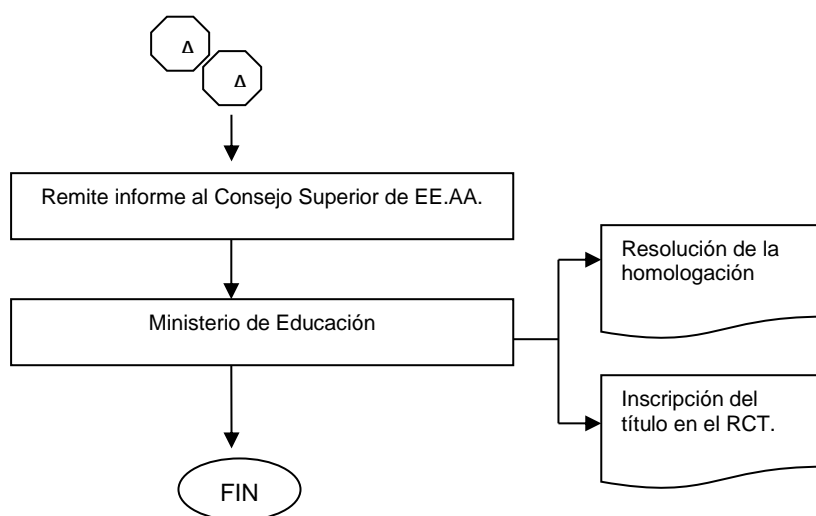 Δ
Δ
Remite informe al Consejo Superior de EE.AA.
Resolución de la
homologación
Ministerio de Educación
Inscripción del
título en el RCT.
FIN